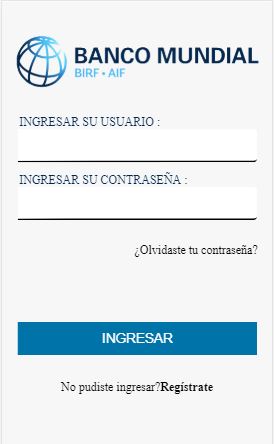 BANCO MUNDIAL
BIRF • AIF
INGRESAR SU USUARIO :
INGRESAR SU CONTRASEÑA :
¿Olvidaste tu contraseña?
INGRESAR
No pudiste ingresar?Regístrate